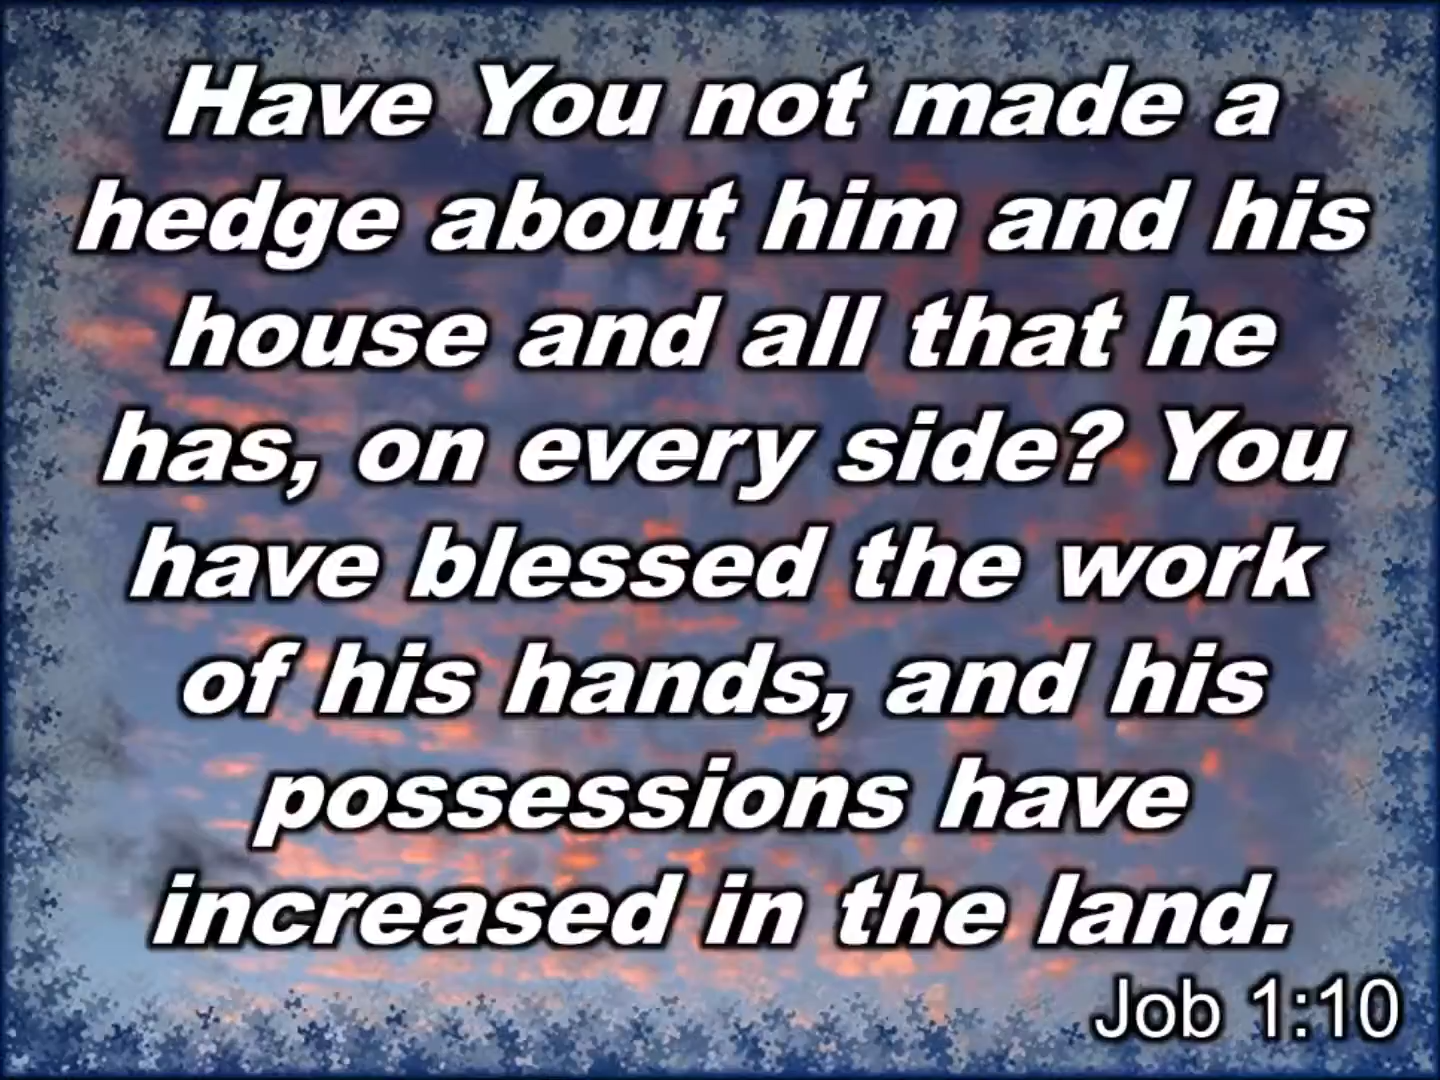 Have You not made a
hedge about him and his
house and all that he
has, on every side? You
have blessed the work
of his hands, and his
possessions have
increased in the land.
Job 1:10